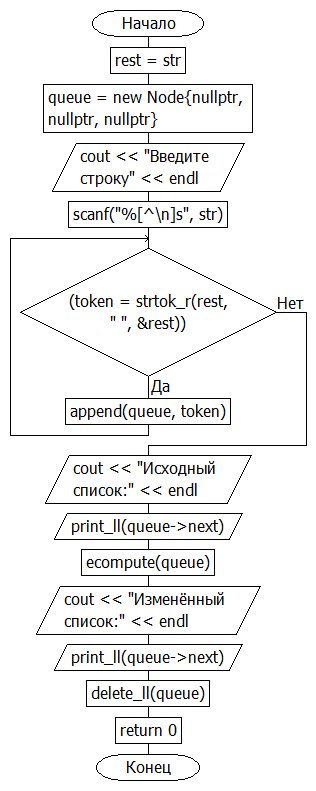 Начало
rest = str
queue = new Node{nullptr,
nullptr, nullptr}
cout << "Введите
строку" << endl
scanf("%[^\n]s", str)
(token = strtok_r(rest,
" ", &rest))
Нет
Да
append(queue, token)
cout << "Исходный
список:" << endl
print_ll(queue->next)
ecompute(queue)
cout << "Изменённый
список:" << endl
print_ll(queue->next)
delete_ll(queue)
return 0
Конец